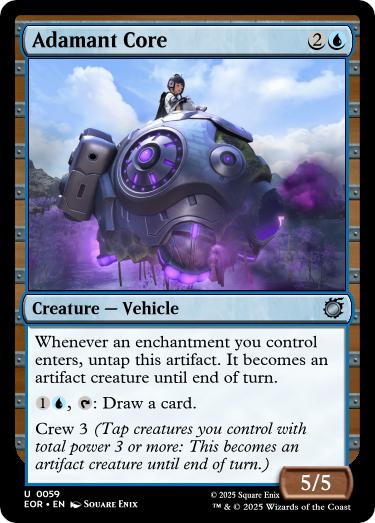 Adamant Core 2
Creature — Vehicle
Whenever an enchantment you control
enters, untap this artifact. It becomes an
artifact creature until end of turn.
1, : Draw a card.
Crew 3 (Tap creatures you control with
total power 3 or more: This becomes an
artifact creature until end of turn.)
5/5
U 0059
EOR • EN SQUARE ENIX
© 2025 Square Enix
™ & © 2025 Wizards of the Coast